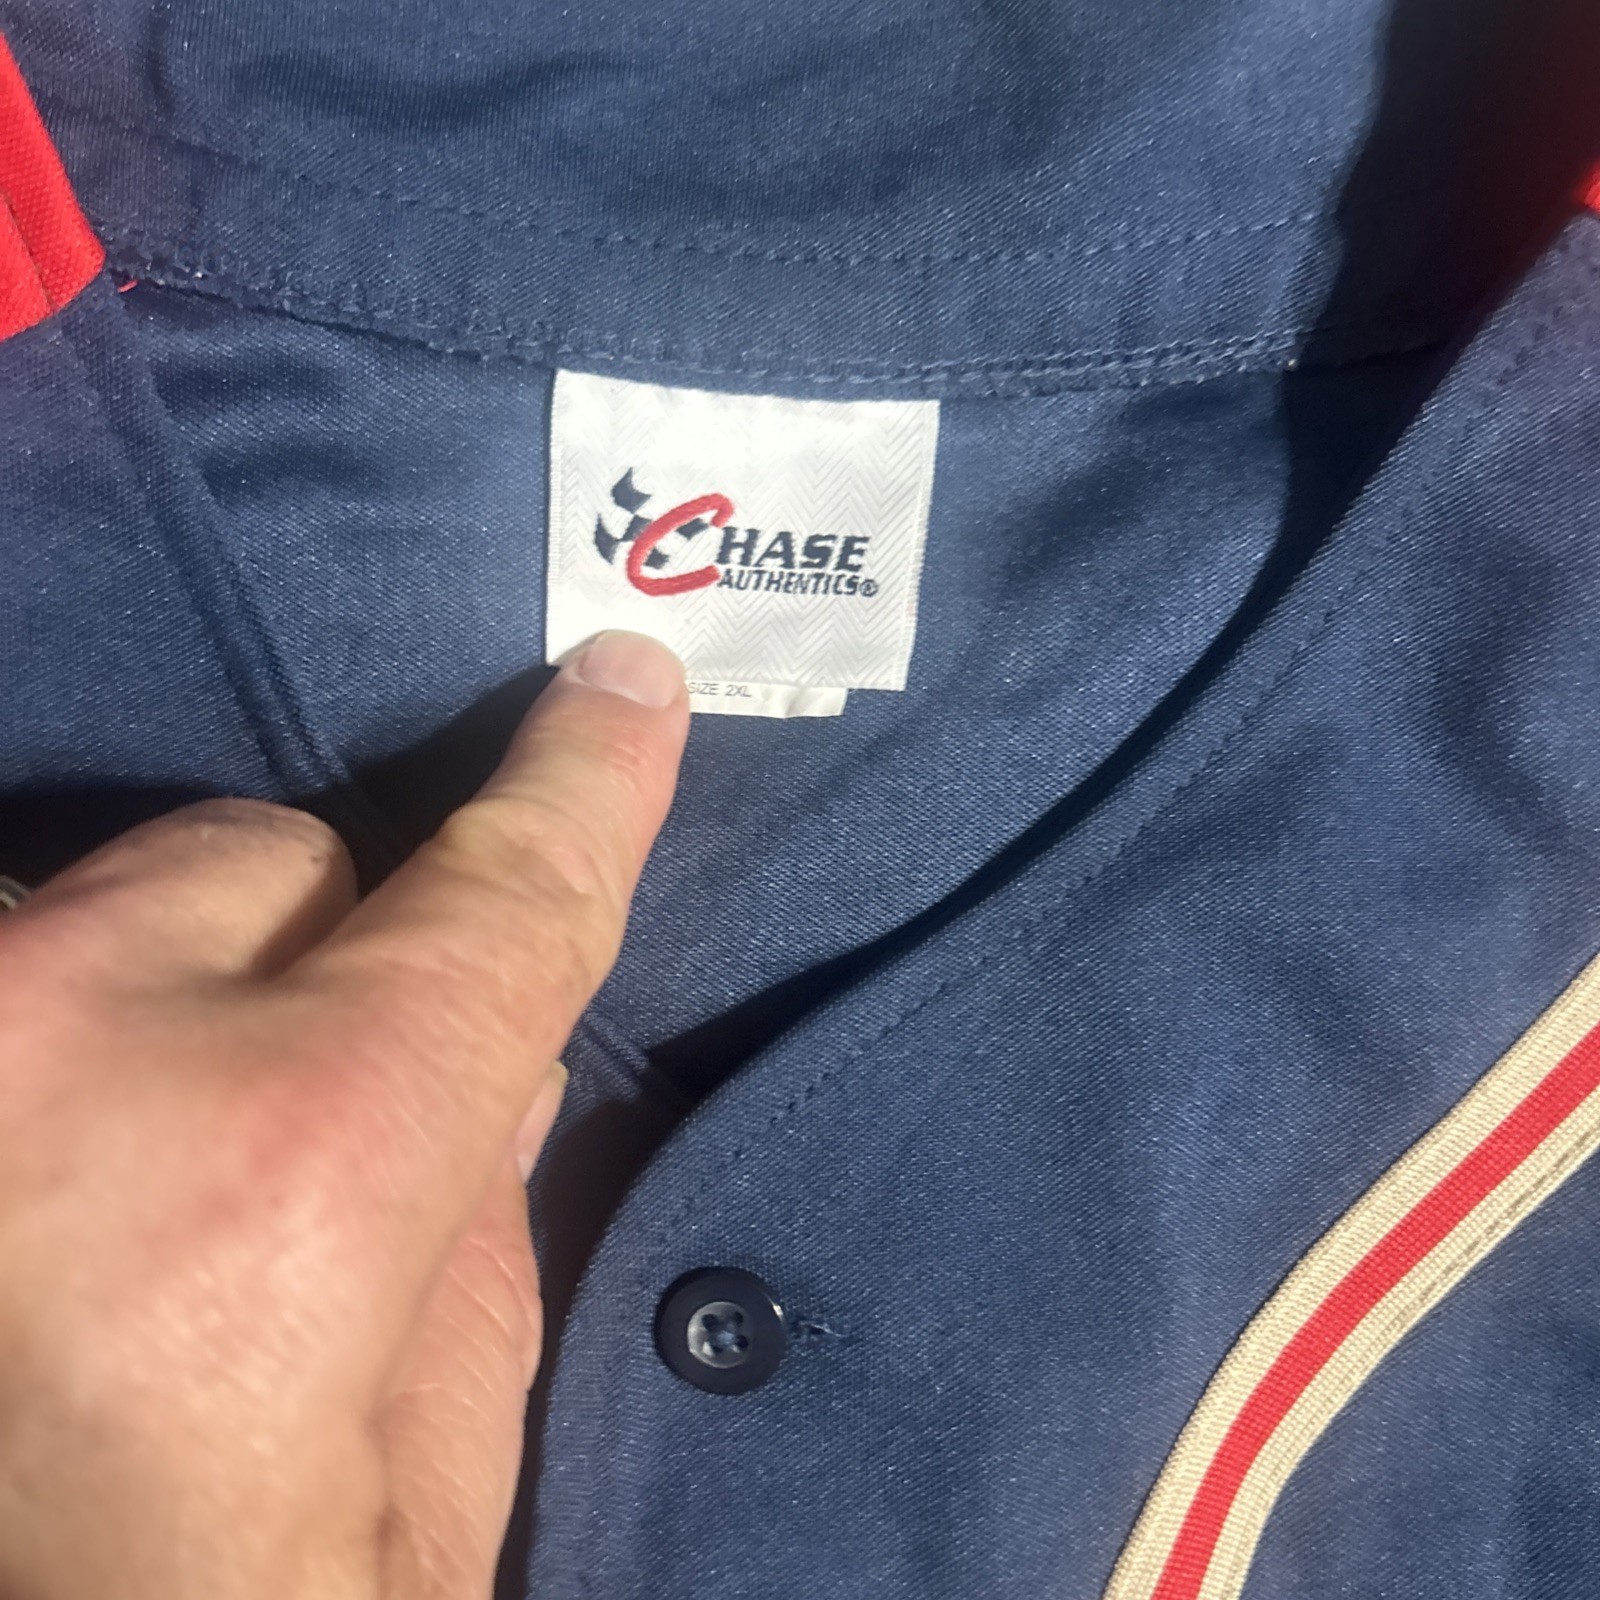 CHASE
AUTHENTICS®
SIZE 2XL